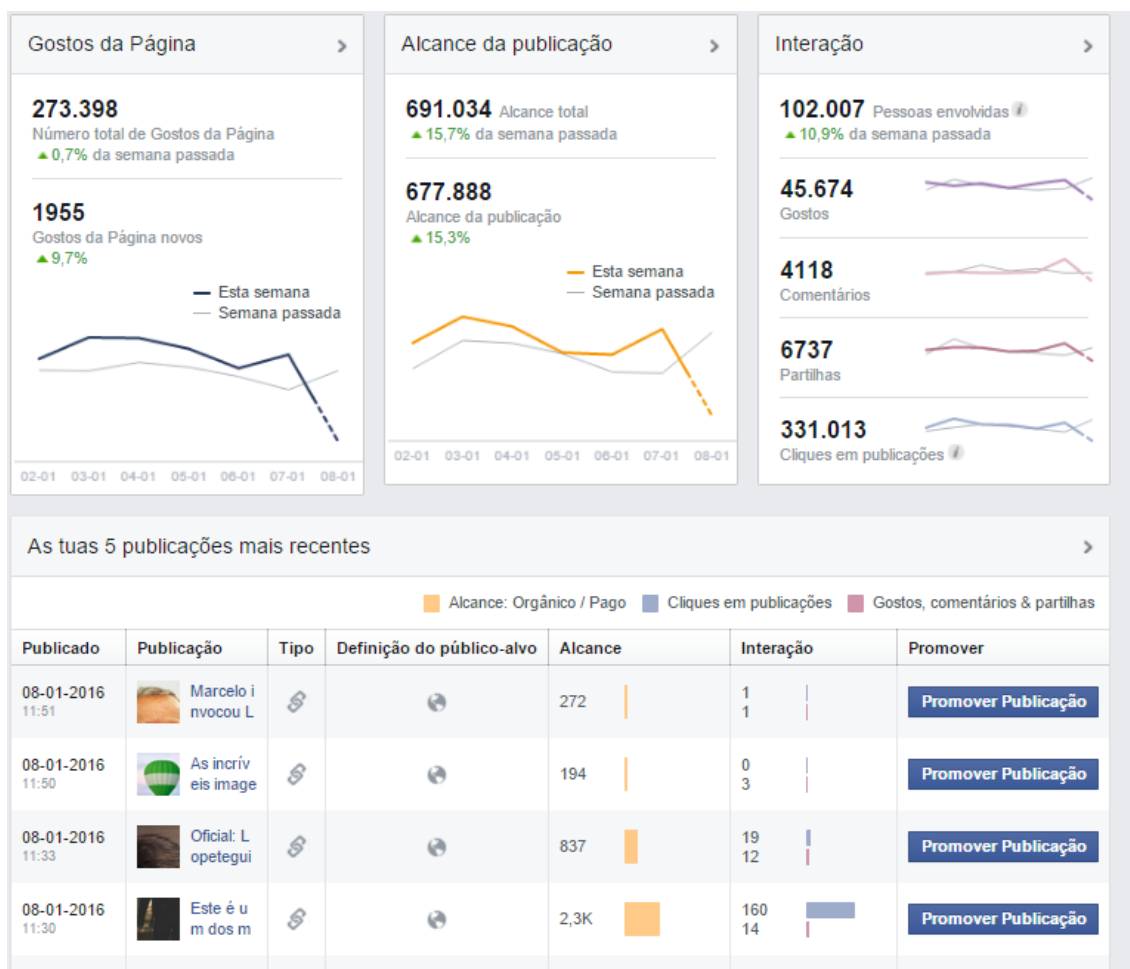 Gostos da Página
273.398
Número total de Gostos da Página
0,7% da semana passada
1955
Gostos da Página novos
9,7%
Esta semana
Semana passada
02-01 03-01 04-01 05-01 06-01 07-01 08-01
Alcance da publicação
691.034 Alcance total
15,7% da semana passada
677.888
Alcance da publicação
15,3%
Esta semana
Semana passada
02-01 03-01 04-01 05-01 06-01 07-01 08-01
Interação
102.007 Pessoas envolvidas i
10,9% da semana passada
45.674
Gostos
4118
Comentários
6737
Partilhas
331.013
Cliques em publicações i
As tuas 5 publicações mais recentes
Alcance: Orgânico / Pago Cliques em publicações Gostos, comentários & partilhas
Publicado Publicação Tipo Definição do público-alvo Alcance Interação Promover
08-01-2016 Marcelo i 272 1 Promover Publicação
11:51 nvocou L 1
08-01-2016 As incrív 194 0 Promover Publicação
11:50 eis image 3
08-01-2016 Oficial: L 837 19 Promover Publicação
11:33 opetegui 12
08-01-2016 Este é u 2,3K 160 Promover Publicação
11:30 m dos m 14